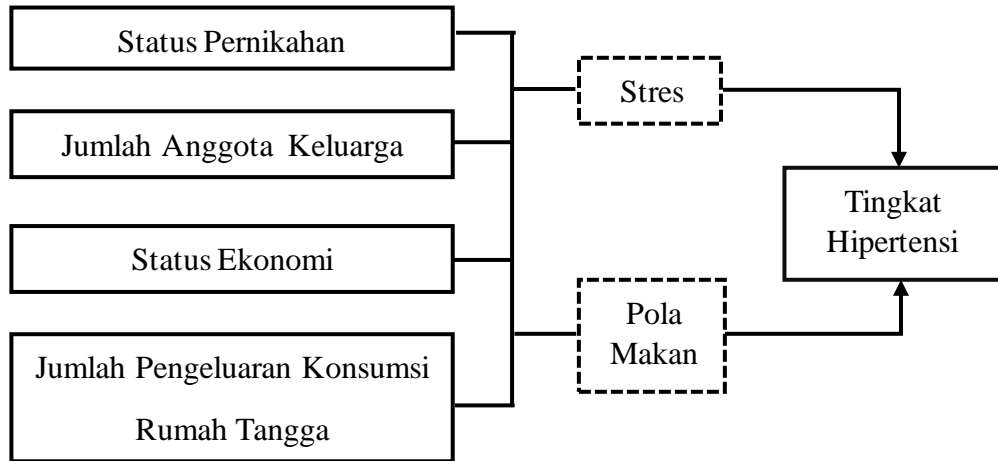 Status Pernikahan
Jumlah Anggota Keluarga
Status Ekonomi
Jumlah Pengeluaran Konsumsi
Rumah Tangga
Stres
Pola
Makan
Tingkat
Hipertensi